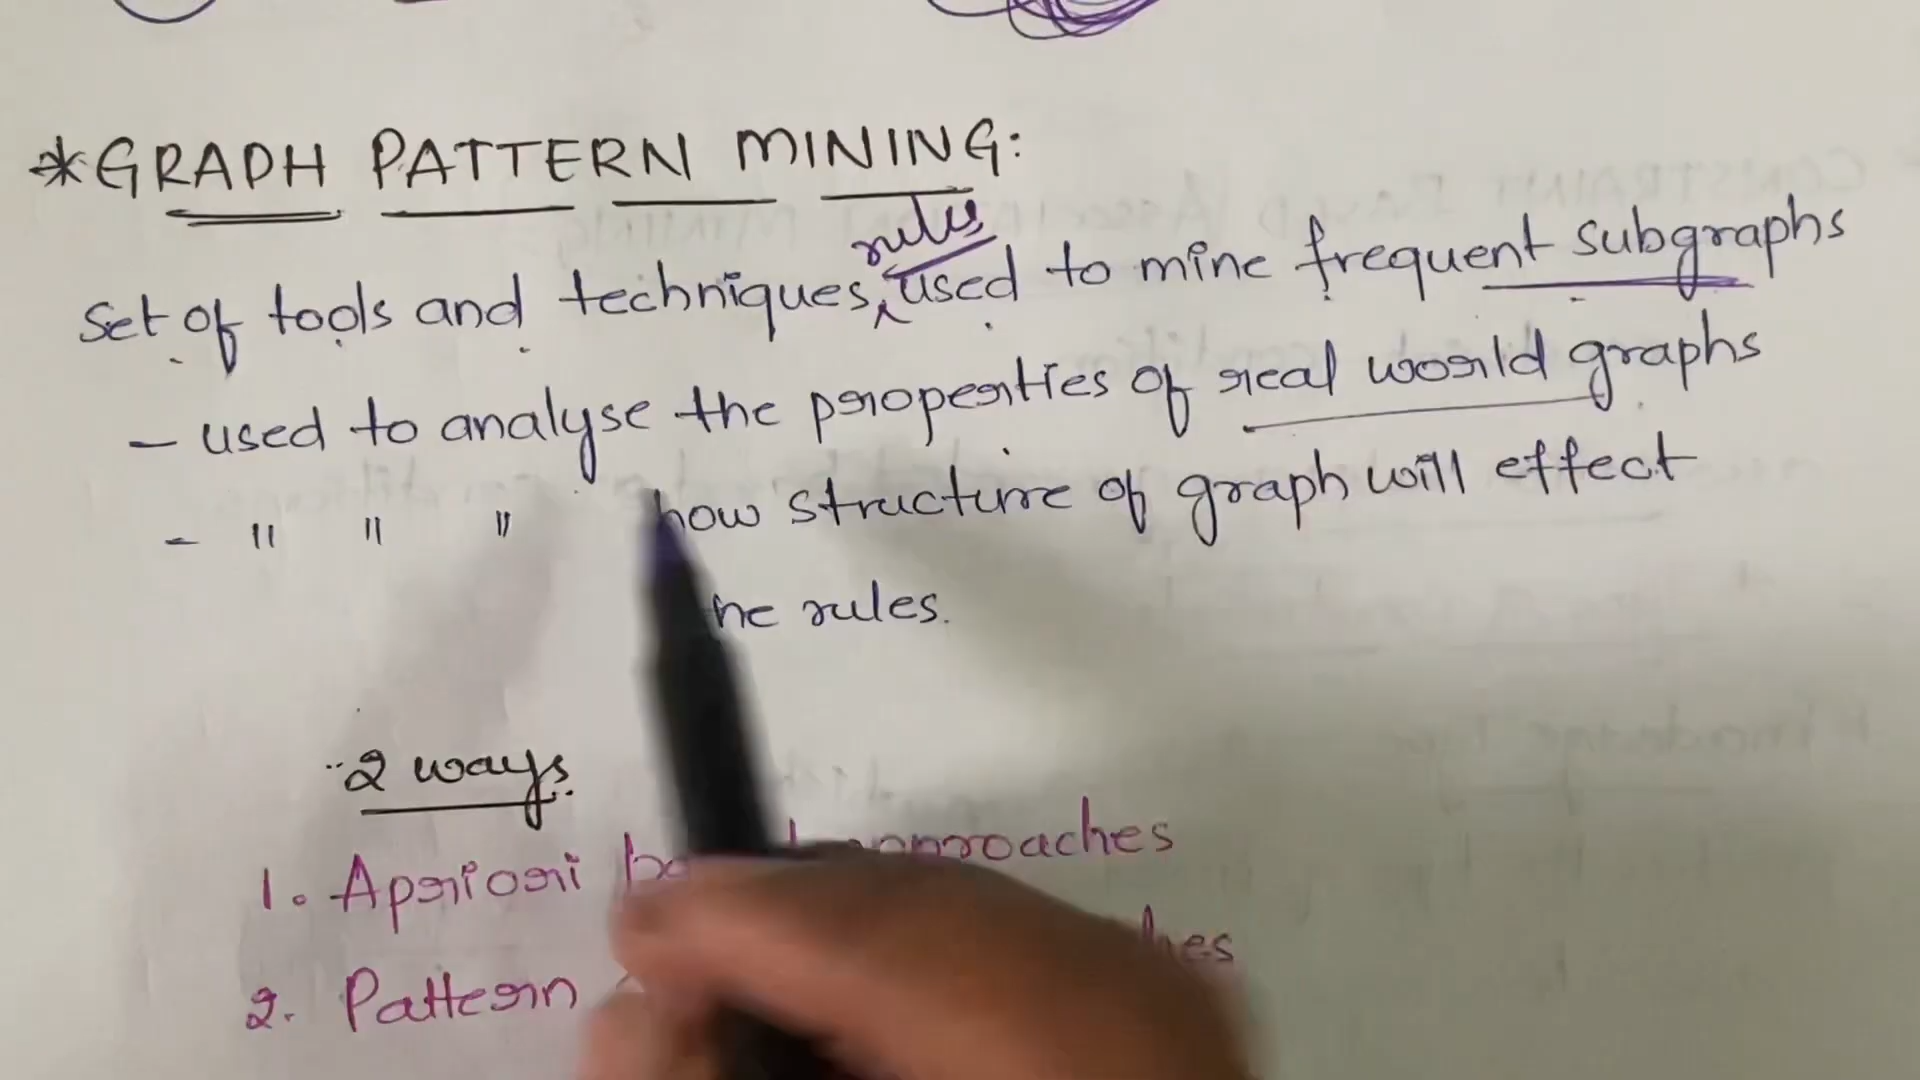 *GRAPH PATTERN MINING:
rules
set of tools and techniques, used to mine frequent subgraphs
- used to analyse the properties of real world graphs
- " " " how structure of graph will effect
rules.
2 ways
1. Apriori approaches
2. Pattern